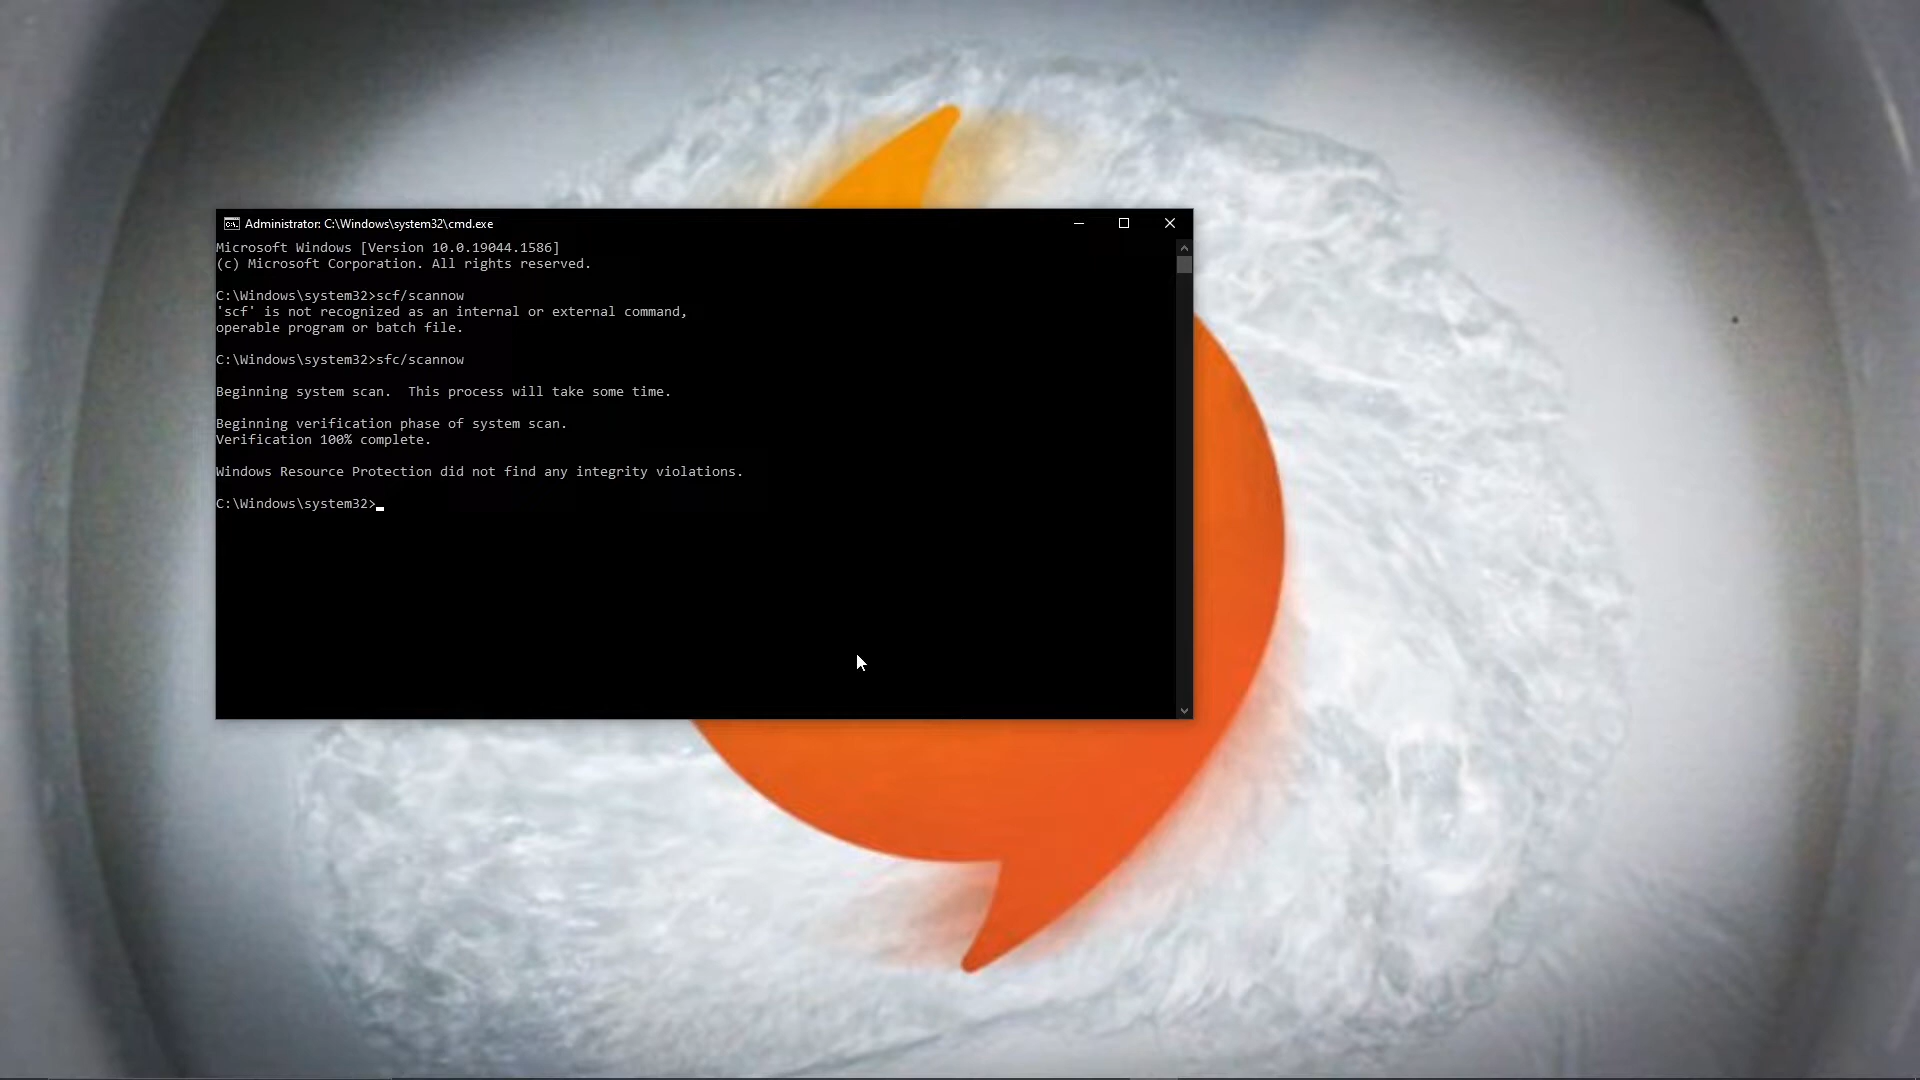 Administrator: C:\Windows\system32\cmd.exe
Microsoft Windows [Version 10.0.19044.1586]
(c) Microsoft Corporation. All rights reserved.
C:\Windows\system32>scf/scannow
'scf' is not recognized as an internal or external command,
operable program or batch file.
C:\Windows\system32>sfc/scannow
Beginning system scan.  This process will take some time.
Beginning verification phase of system scan.
Verification 100% complete.
Windows Resource Protection did not find any integrity violations.
C:\Windows\system32>